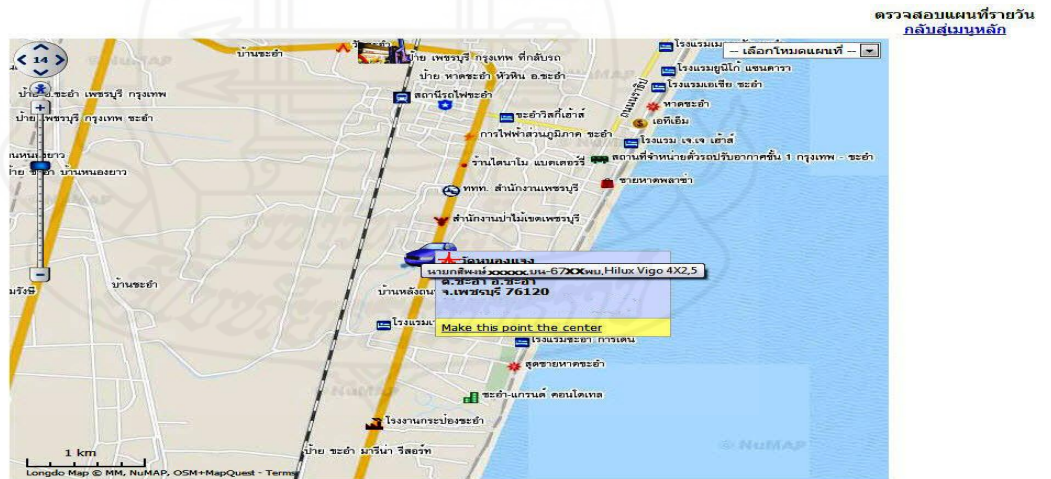 ตรวจสอบแผนที่รายวัน
กลับสู่เมนูหลัก
-- เลือกโหมดแผนที่ --
14
บ้านชะอำ
ป้าย เพชรบุรี กรุงเทพ ที่กลับรถ
ป้าย หาดชะอำ หัวหิน อ.ชะอำ
โรงแรมยูนิโก้ แซนดารา
โรงแรมเอเชีย ชะอำ
ถนนนราธิป
สถานีรถไฟชะอำ
หาดชะอำ
ป้าย อ.ชะอำ เพชรบุรี กรุงเทพ
ป้าย เพชรบุรี กรุงเทพ ชะอำ
ชะอำวิลกี้เฮ้าส์
เอทีเอ็ม
การไฟฟ้าส่วนภูมิภาค ชะอำ
โรงแรม เจ.เจ เฮ้าส์
ร้านไดนาโม แบตเตอร์รี่
สถานที่จำหน่ายตั๋วรถปรับอากาศชั้น 1 กรุงเทพ - ชะอำ
บ้านหนองยาว
ททท. สำนักงานเพชรบุรี
ชายหาดพลาซ่า
สำนักงานป่าไม้เขตเพชรบุรี
วัดหนองแจง
xxxxx,บน-67XXพบ,Hilux Vigo 4X2,5
ต.ชะอำ อ.ชะอำ
จ.เพชรบุรี 76120
บ้านชะอำ
Make this point the center
โรงแรมชะอำ การเดน
สุดชายหาดชะอำ
ชะอำ-แกรนด์ คอนโดเทล
โรงงานกระป๋องชะอำ
ป้าย ชะอำ มารีน่า รีสอร์ท
NuMAP
© NuMAP
1 km
Longdo Map © MM, NuMAP, OSM+MapQuest - Terms